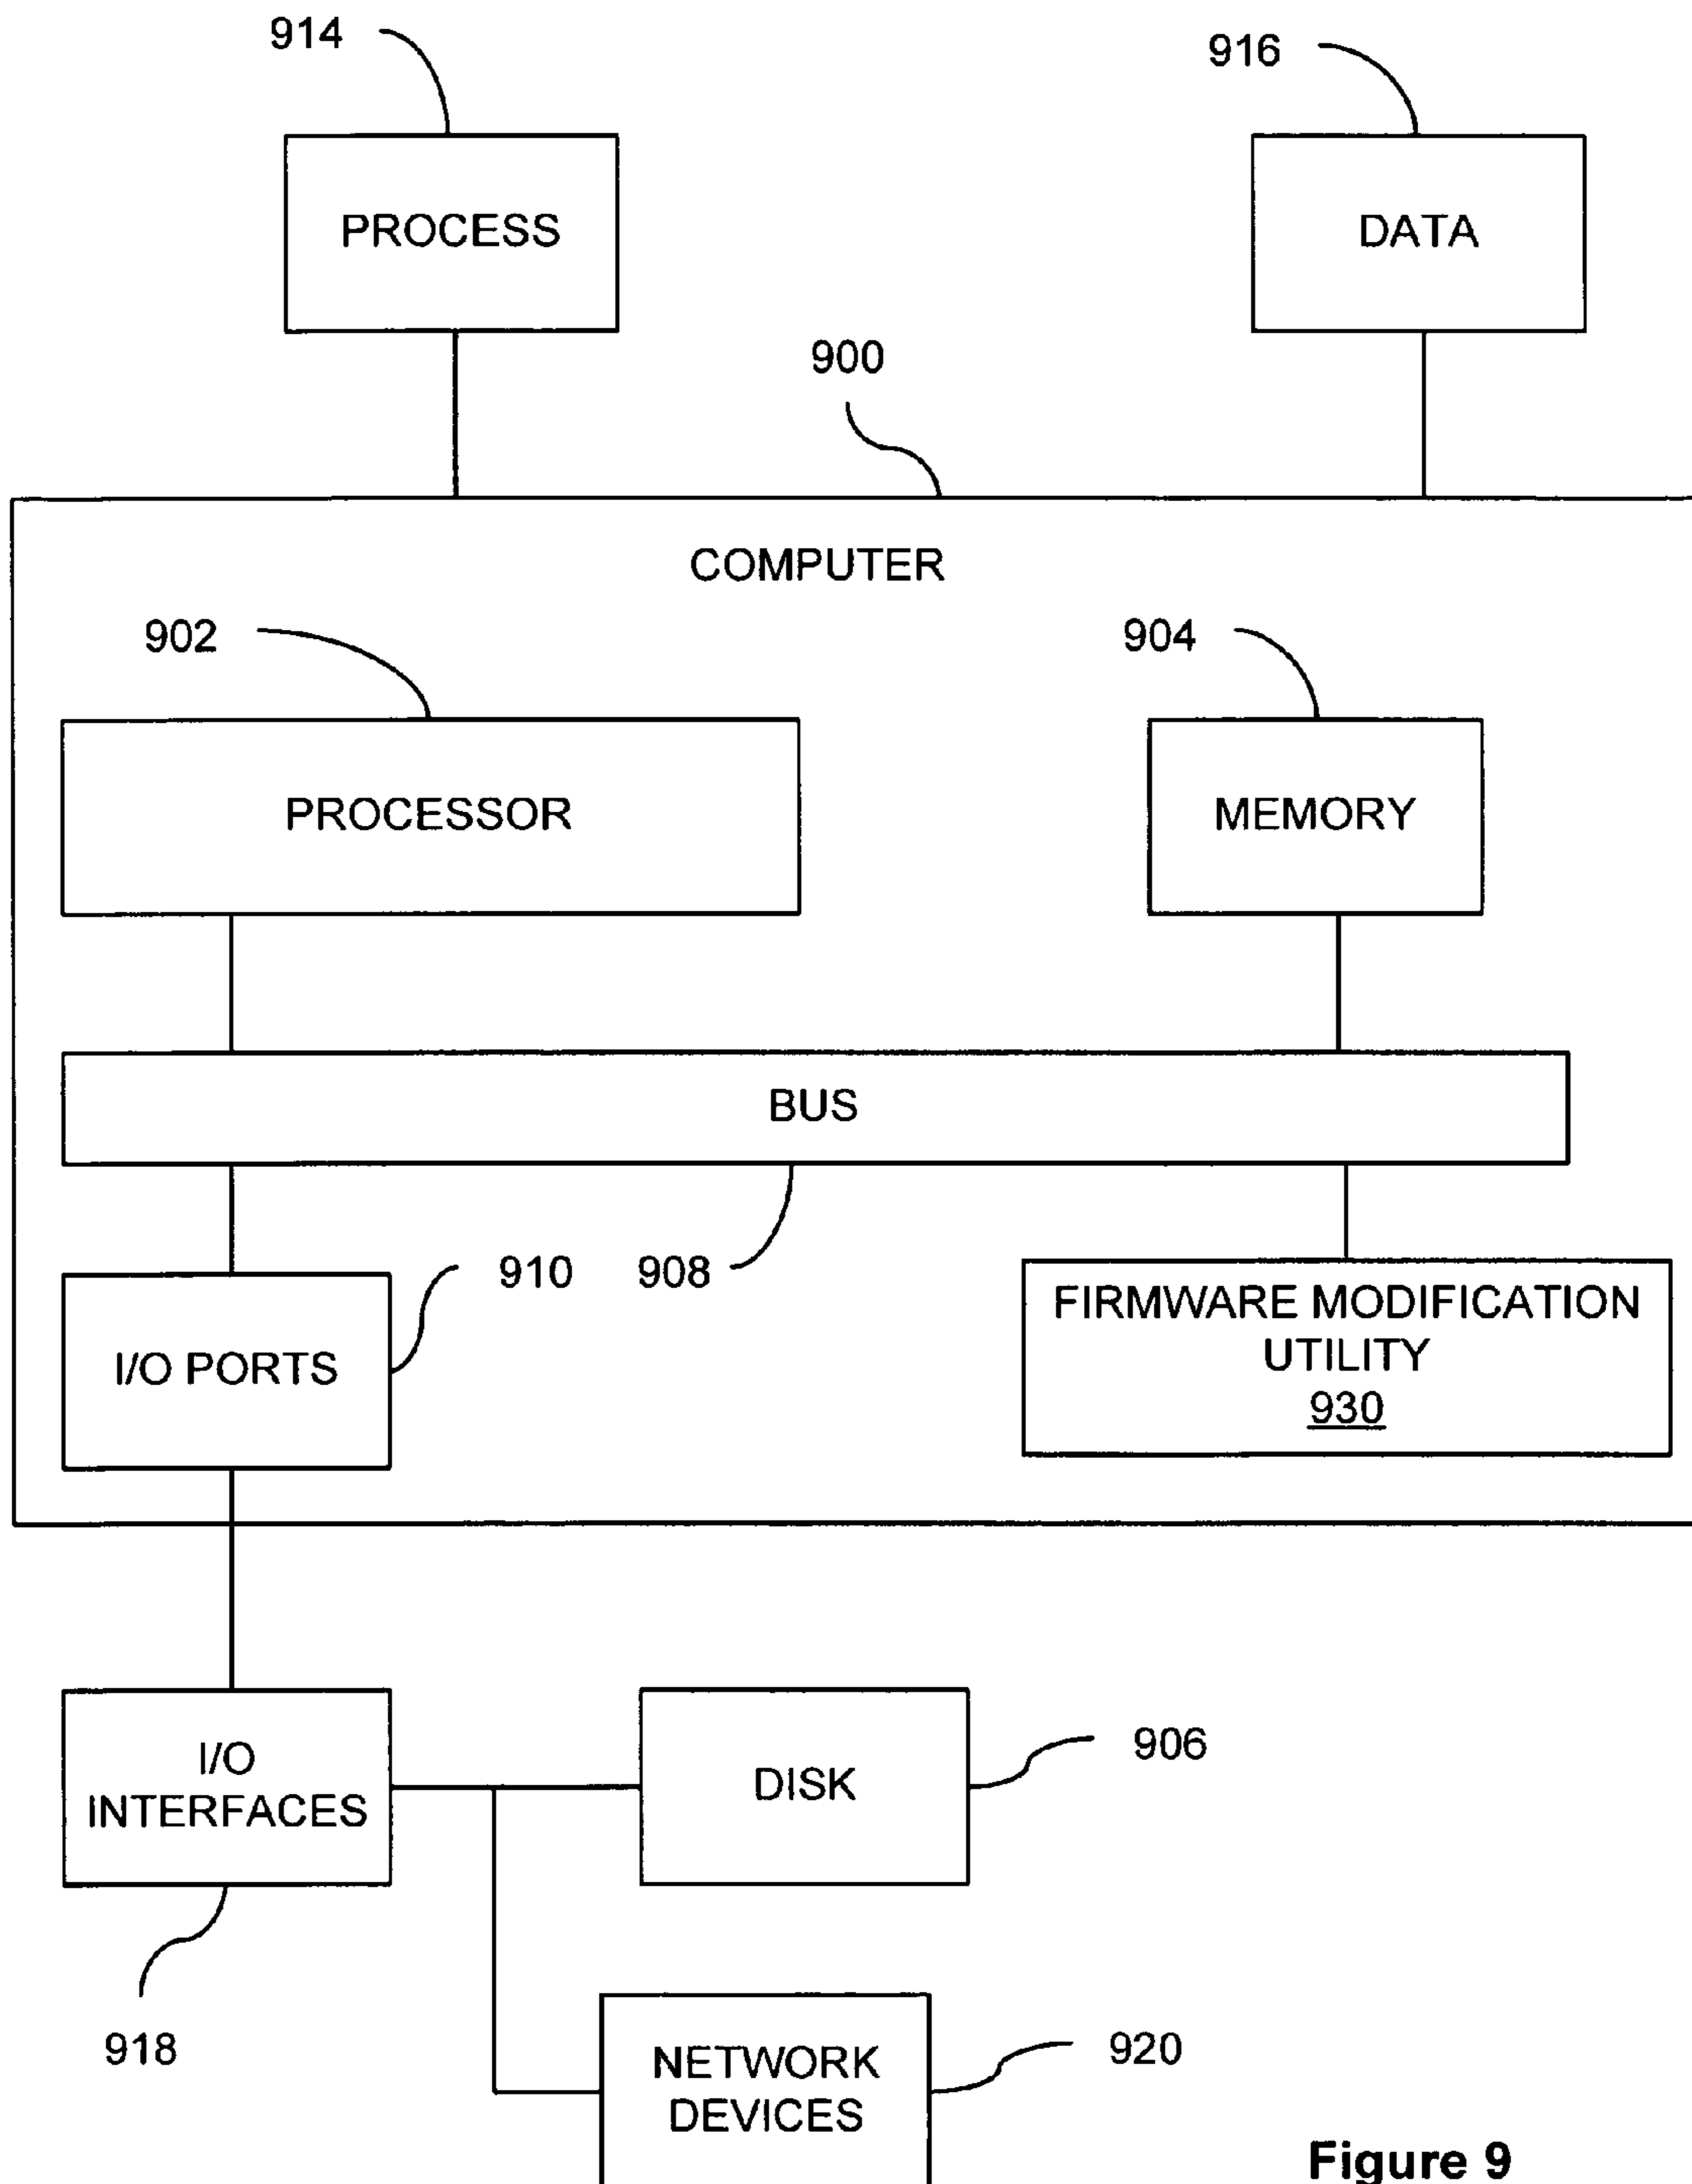 914
916
PROCESS
DATA
900
COMPUTER
902
904
PROCESSOR
MEMORY
BUS
910
908
FIRMWARE MODIFICATION
UTILITY
930
I/O PORTS
I/O
INTERFACES
DISK
906
918
NETWORK
DEVICES
920
Figure 9